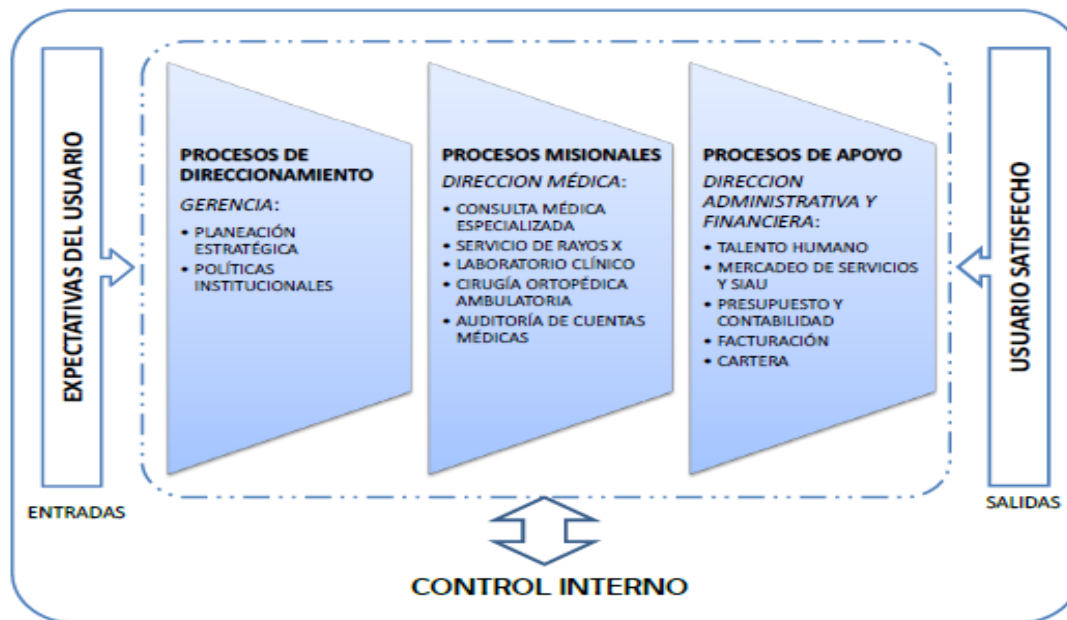 EXPECTATIVAS DEL USUARIO
ENTRADAS
PROCESOS DE
DIRECCIONAMIENTO
GERENCIA:
• PLANEACIÓN
ESTRATÉGICA
• POLÍTICAS
INSTITUCIONALES
PROCESOS MISIONALES
DIRECCION MÉDICA:
• CONSULTA MÉDICA
ESPECIALIZADA
• SERVICIO DE RAYOS X
• LABORATORIO CLÍNICO
• CIRUGÍA ORTOPÉDICA
AMBULATORIA
• AUDITORÍA DE CUENTAS
MÉDICAS
PROCESOS DE APOYO
DIRECCION
ADMINISTRATIVA Y
FINANCIERA:
• TALENTO HUMANO
• MERCADEO DE SERVICIOS
Y SIAU
• PRESUPUESTO Y
CONTABILIDAD
• FACTURACIÓN
• CARTERA
USUARIO SATISFECHO
SALIDAS
CONTROL INTERNO